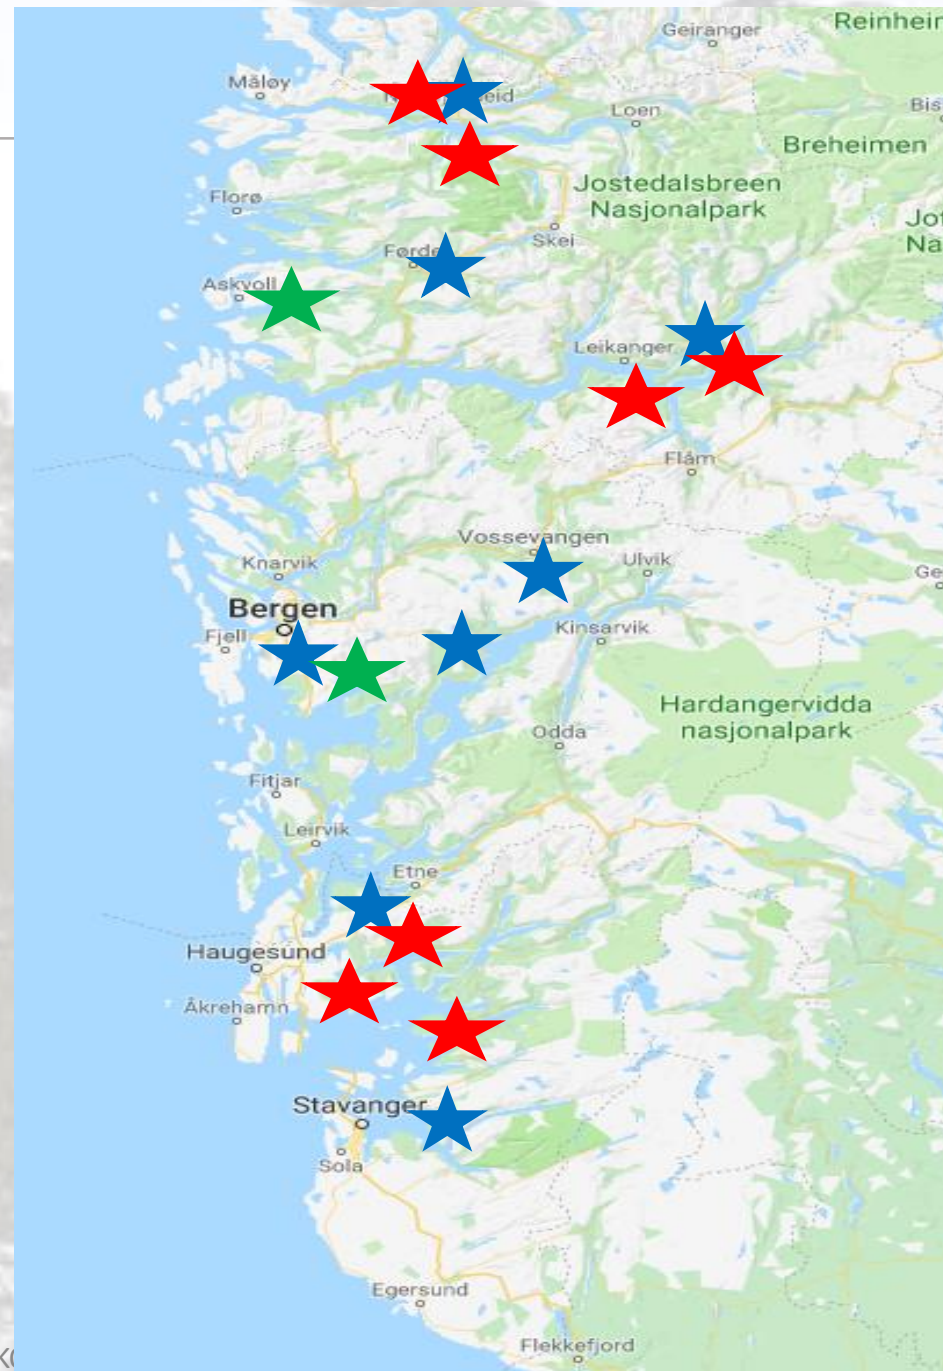 Geiranger
Måløy
Loen
Breheimen
Jostedalsbreen
Nasjonalpark
Florø
Skei
Askvoll
Leikanger
Flåm
Vossevangen
Ulvik
Knarvik
Bergen
Fjell
Kinsarvik
Hardangervidda
nasjonalpark
Odda
Fitjar
Leirvik
Etne
Haugesund
Åkrehamn
Stavanger
Sola
Egersund
Flekkefjord